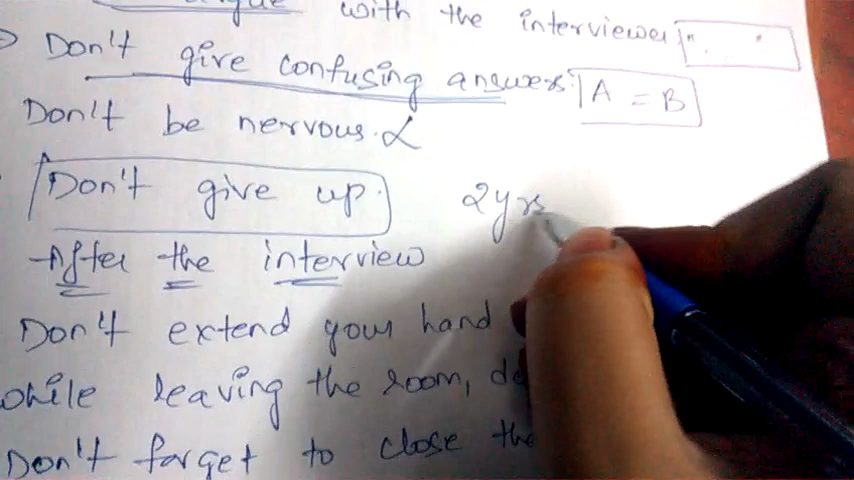 with the interviewer " . "
Don't give confusing answers: A = B
Don't be nervous.
Don't give up. 2yrs
After the interview
Don't extend your hand
while leaving the room,
Don't forget to close the